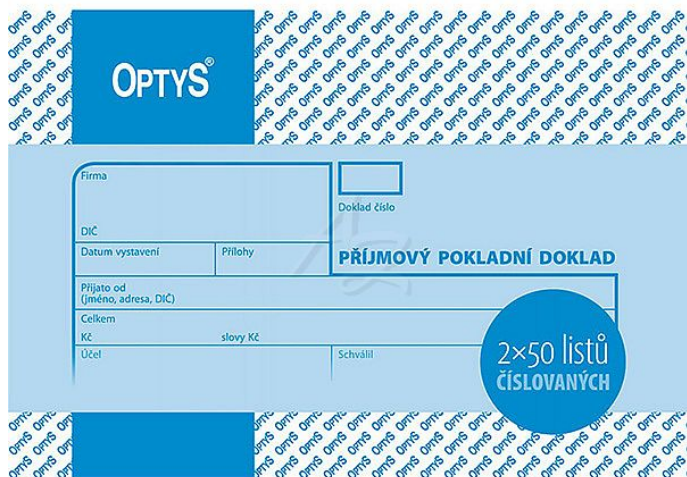 OPTYS®
Firma
Doklad číslo
DIČ
Datum vystavení Přílohy
PŘÍJMOVÝ POKLADNÍ DOKLAD
Přijato od
(jméno, adresa, DIČ)
Celkem
Kč slovy Kč
Účel Schválil
2×50 listů
ČÍSLOVANÝCH